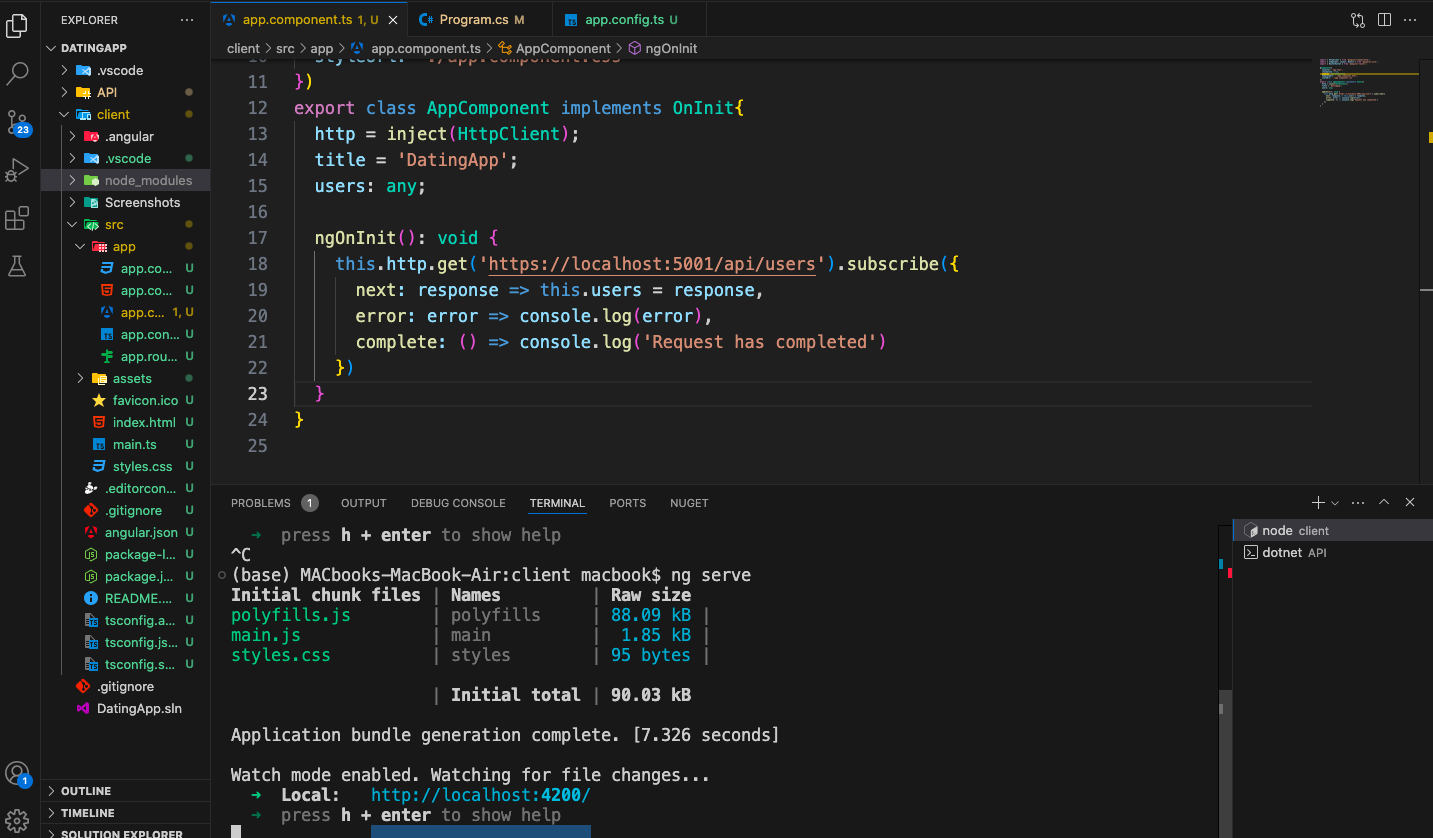 EXPLORER
DATINGAPP
.vscode
API
client
.angular
.vscode
node_modules
Screenshots
src
app
app.co... U
app.co... U
app.c... 1, U
app.con... U
app.rou... U
assets
favicon.ico U
index.html U
main.ts U
styles.css U
.editorcon... U
.gitignore U
angular.json U
package-l... U
package.j... U
README.... U
tsconfig.a... U
tsconfig.js... U
tsconfig.s... U
.gitignore
DatingApp.sln
OUTLINE
TIMELINE
SOLUTION EXPLORER
23
1
app.component.ts 1, U
Program.cs M
app.config.ts U
client > src > app > app.component.ts > AppComponent > ngOnInit
10 styleUrl: './app.component.css'
11 })
12 export class AppComponent implements OnInit{
13 http = inject(HttpClient);
14 title = 'DatingApp';
15 users: any;
16
17 ngOnInit(): void {
18 this.http.get('https://localhost:5001/api/users').subscribe({
19 next: response => this.users = response,
20 error: error => console.log(error),
21 complete: () => console.log('Request has completed')
22 })
23 }
24 }
25
PROBLEMS 1 OUTPUT DEBUG CONSOLE TERMINAL PORTS NUGET
➜ press h + enter to show help
^C
(base) MACbooks-MacBook-Air:client macbook$ ng serve
Initial chunk files | Names | Raw size
polyfills.js | polyfills | 88.09 kB |
main.js | main | 1.85 kB |
styles.css | styles | 95 bytes |
| Initial total | 90.03 kB
Application bundle generation complete. [7.326 seconds]
Watch mode enabled. Watching for file changes...
➜ Local: http://localhost:4200/
➜ press h + enter to show help
node client
dotnet API